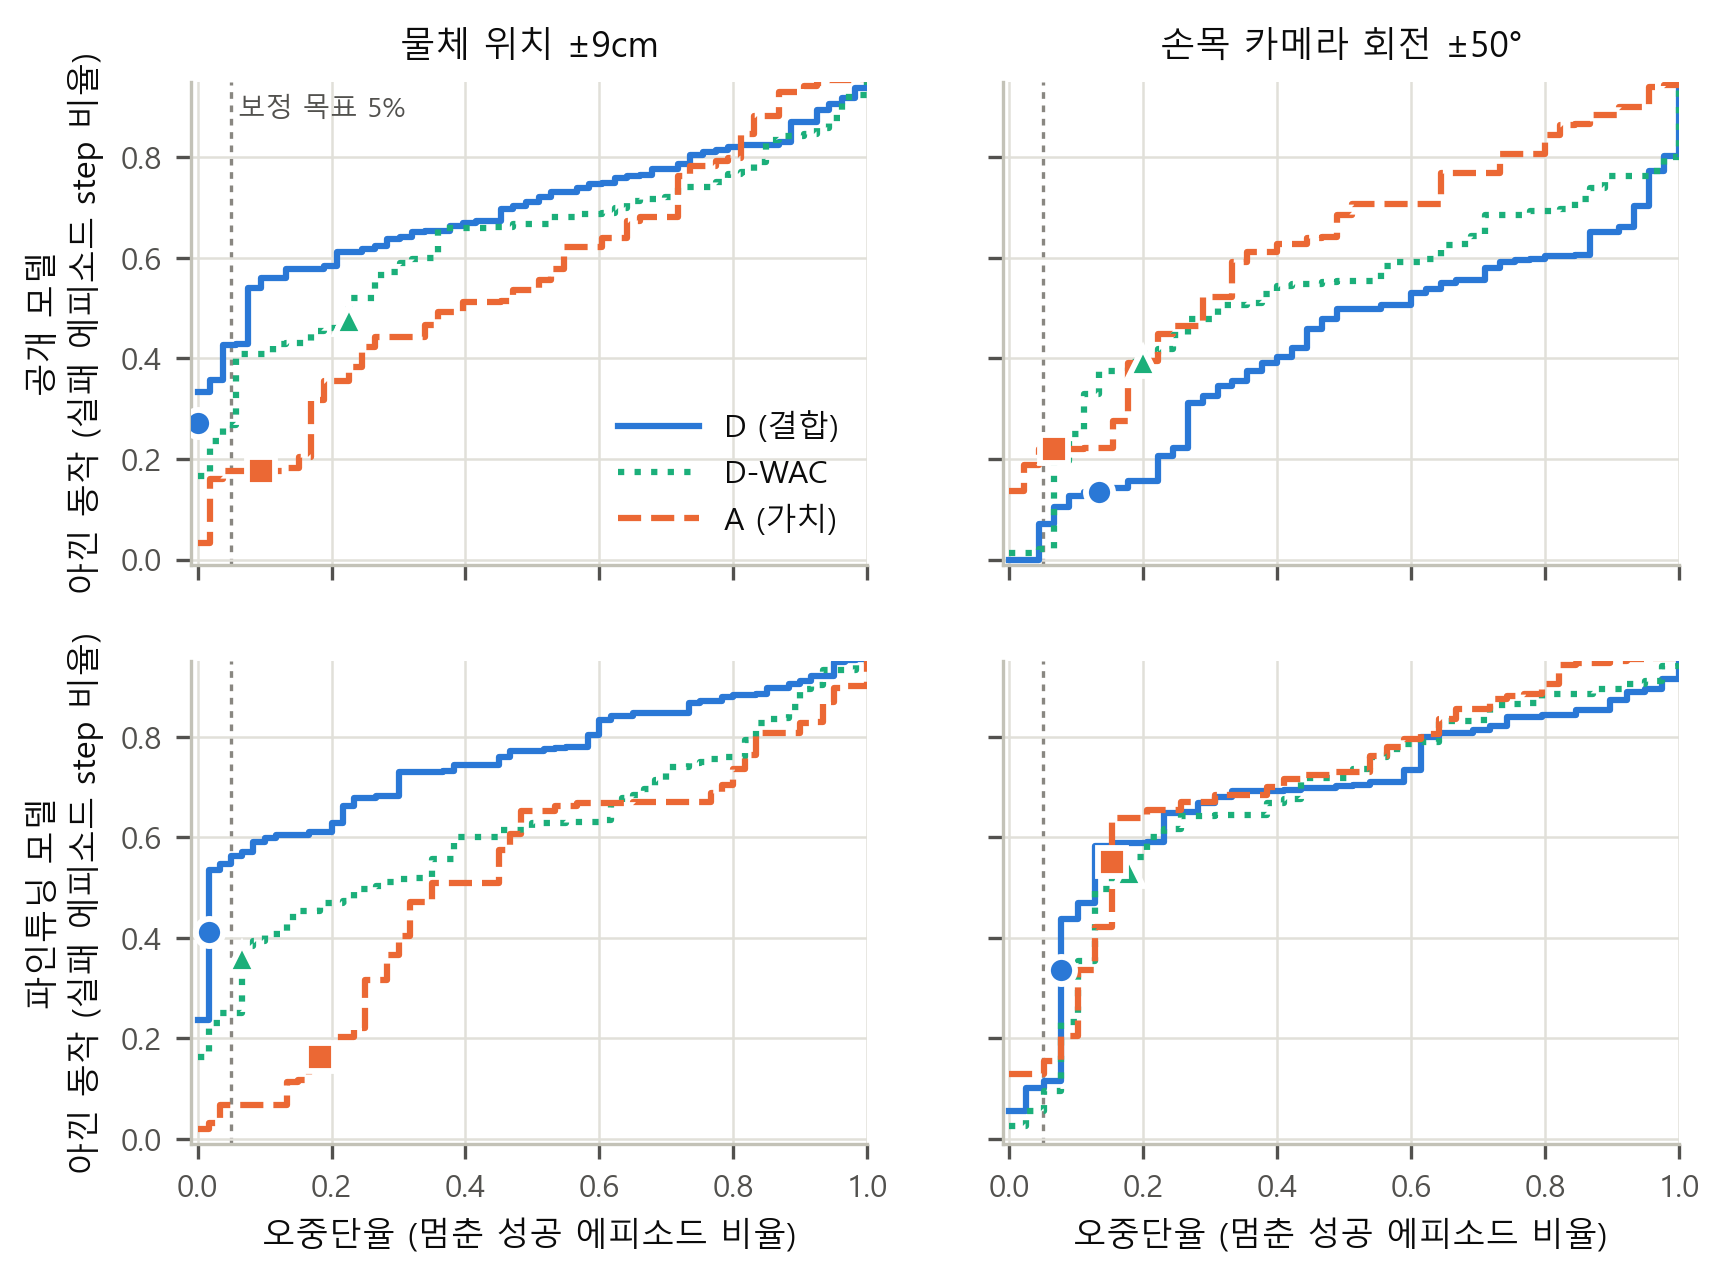 물체 위치 ±9cm
손목 카메라 회전 ±50°
공개 모델
아낀 동작 (실패 에피소드 step 비율)
보정 목표 5%
0.8
0.6
0.4
0.2
0.0
D (결합)
D-WAC
A (가치)
파인튜닝 모델
아낀 동작 (실패 에피소드 step 비율)
0.8
0.6
0.4
0.2
0.0
0.0 0.2 0.4 0.6 0.8 1.0
0.0 0.2 0.4 0.6 0.8 1.0
오중단율 (멈춘 성공 에피소드 비율)
오중단율 (멈춘 성공 에피소드 비율)